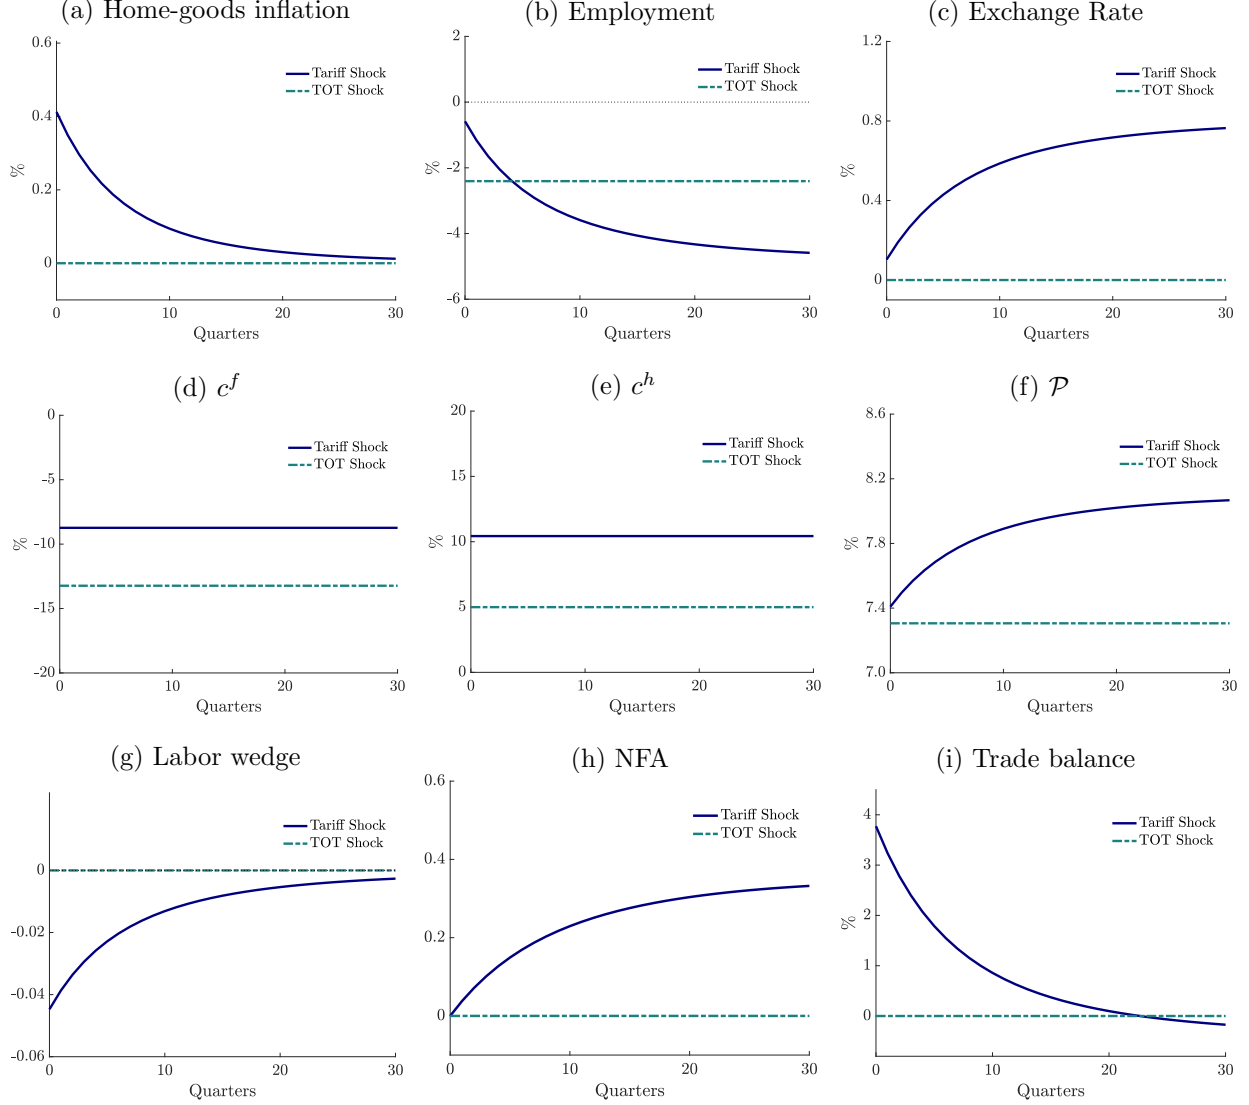 (a) Home-goods inflation
0.6
0.4
0.2
0
%
Tariff Shock
TOT Shock
0 10 20 30
Quarters
(b) Employment
2
0
-2
-4
-6
%
Tariff Shock
TOT Shock
0 10 20 30
Quarters
(c) Exchange Rate
1.2
0.8
0.4
0
%
Tariff Shock
TOT Shock
0 10 20 30
Quarters
(d) c^f
0
-5
-10
-15
-20
%
Tariff Shock
TOT Shock
0 10 20 30
Quarters
(e) c^h
20
15
10
5
0
%
Tariff Shock
TOT Shock
0 10 20 30
Quarters
(f) 𝒫
8.6
8.2
7.8
7.4
7.0
%
Tariff Shock
TOT Shock
0 10 20 30
Quarters
(g) Labor wedge
0
-0.02
-0.04
-0.06
Tariff Shock
TOT Shock
0 10 20 30
Quarters
(h) NFA
0.6
0.4
0.2
0
Tariff Shock
TOT Shock
0 10 20 30
Quarters
(i) Trade balance
4
3
2
1
0
%
Tariff Shock
TOT Shock
0 10 20 30
Quarters